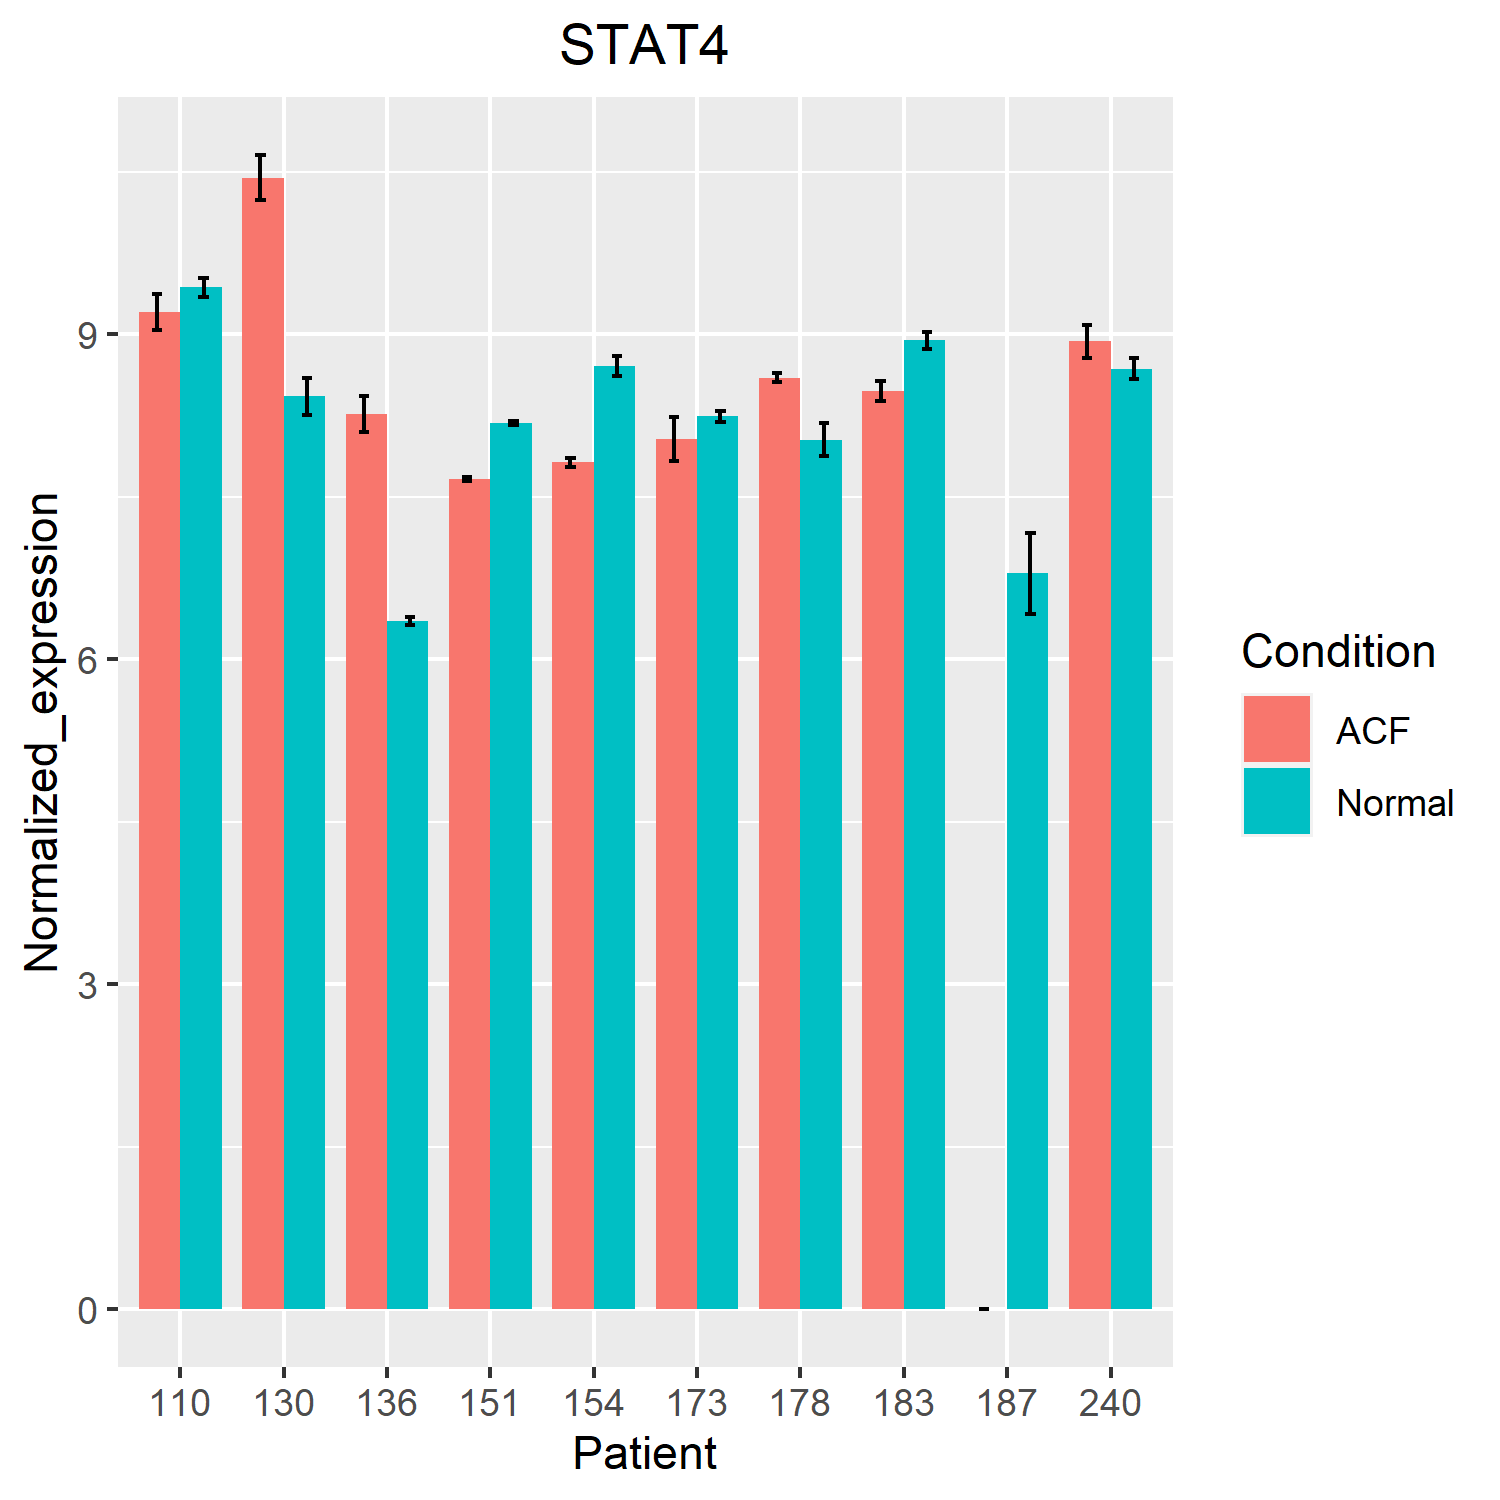 STAT4
Normalized_expression
9
6
3
0
110 130 136 151 154 173 178 183 187 240
Patient
Condition
ACF
Normal